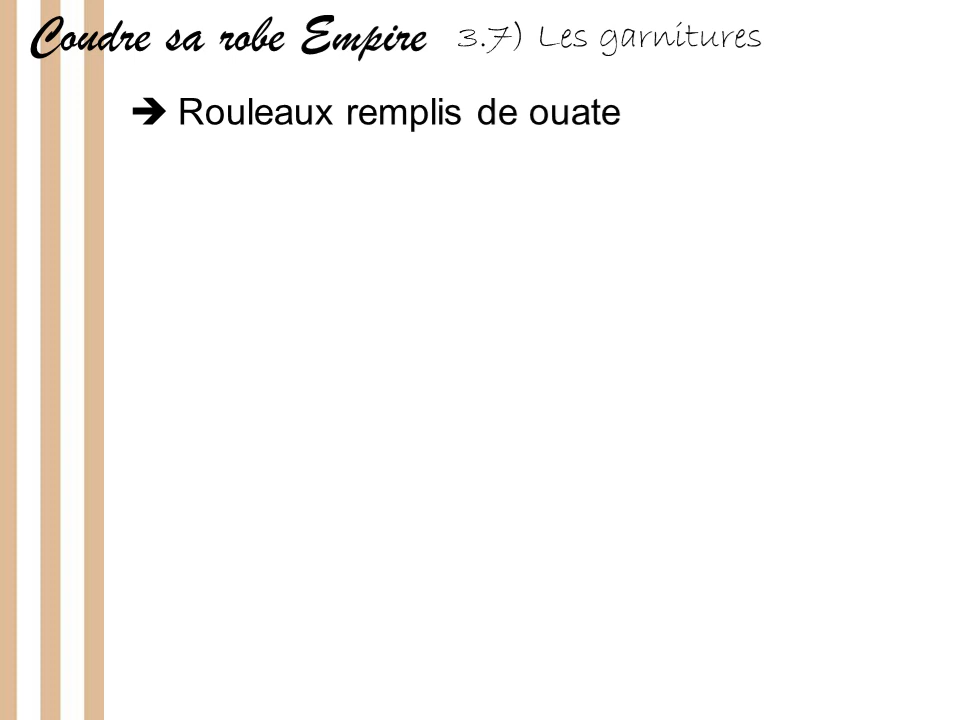 Coudre sa robe Empire 3.7) Les garnitures
➔ Rouleaux remplis de ouate